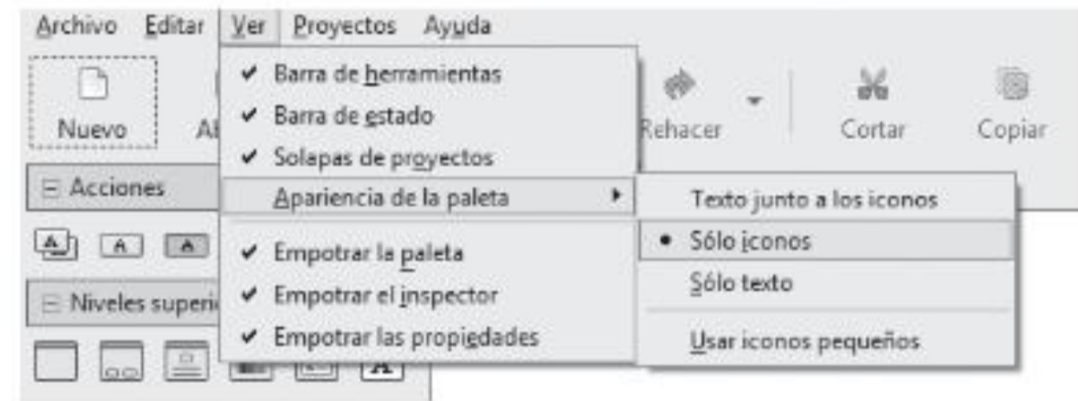 Archivo Editar Ver Proyectos Ayuda
Barra de herramientas
Barra de estado
Solapas de proyectos
Apariencia de la paleta
Empotrar la paleta
Empotrar el inspector
Empotrar las propiedades
Nuevo
Rehacer
Cortar
Copiar
Acciones
Niveles
Texto junto a los iconos
Sólo iconos
Sólo texto
Usar iconos pequeños